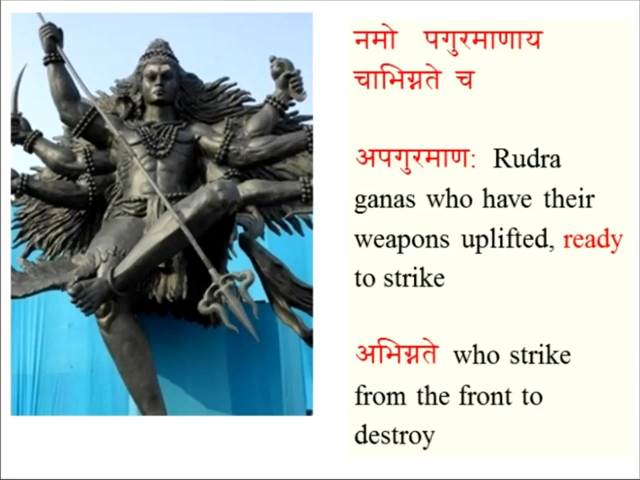 नमो पगुरमाणाय
चाभिग्नते च
अपगुरमाण: Rudra
ganas who have their
weapons uplifted, ready
to strike
अभिग्नते who strike
from the front to
destroy